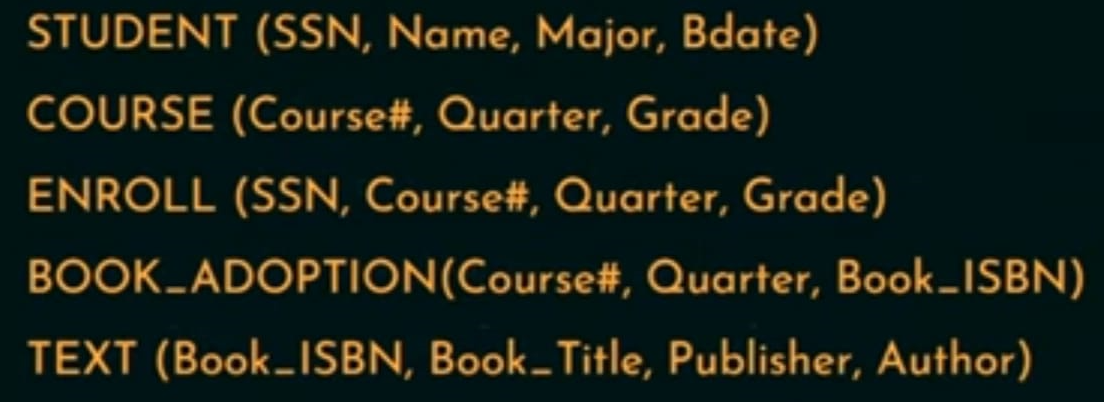 STUDENT (SSN, Name, Major, Bdate)
COURSE (Course#, Quarter, Grade)
ENROLL (SSN, Course#, Quarter, Grade)
BOOK_ADOPTION(Course#, Quarter, Book_ISBN)
TEXT (Book_ISBN, Book_Title, Publisher, Author)